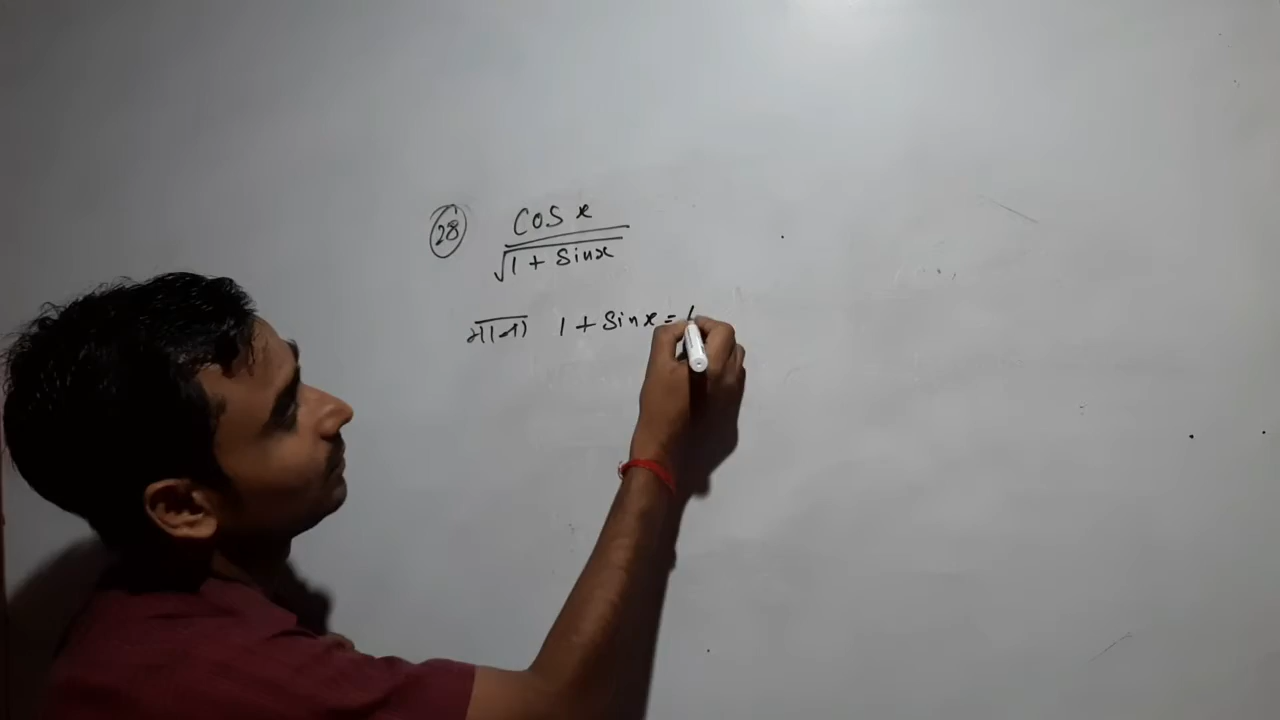 28 cos x
√1 + sinx
माना 1 + sinx =